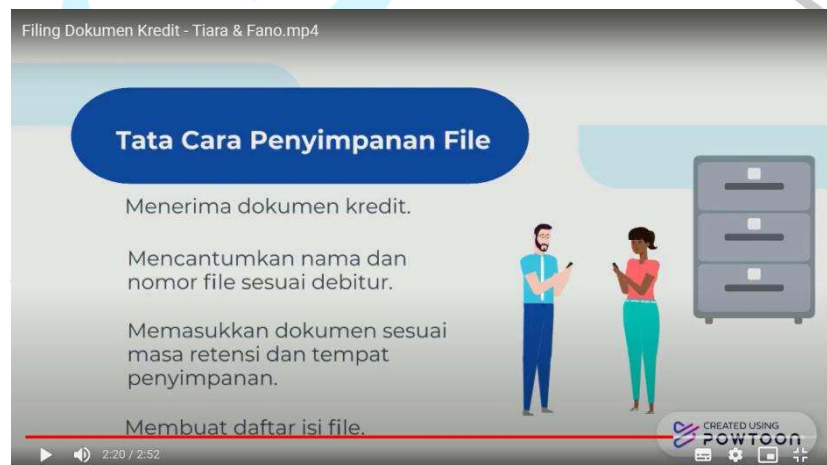 Filing Dokumen Kredit - Tiara & Fano.mp4
Tata Cara Penyimpanan File
Menerima dokumen kredit.
Mencantumkan nama dan
nomor file sesuai debitur.
Memasukkan dokumen sesuai
masa retensi dan tempat
penyimpanan.
Membuat daftar isi file.
CREATED USING
POWTOON
2:20 / 2:52